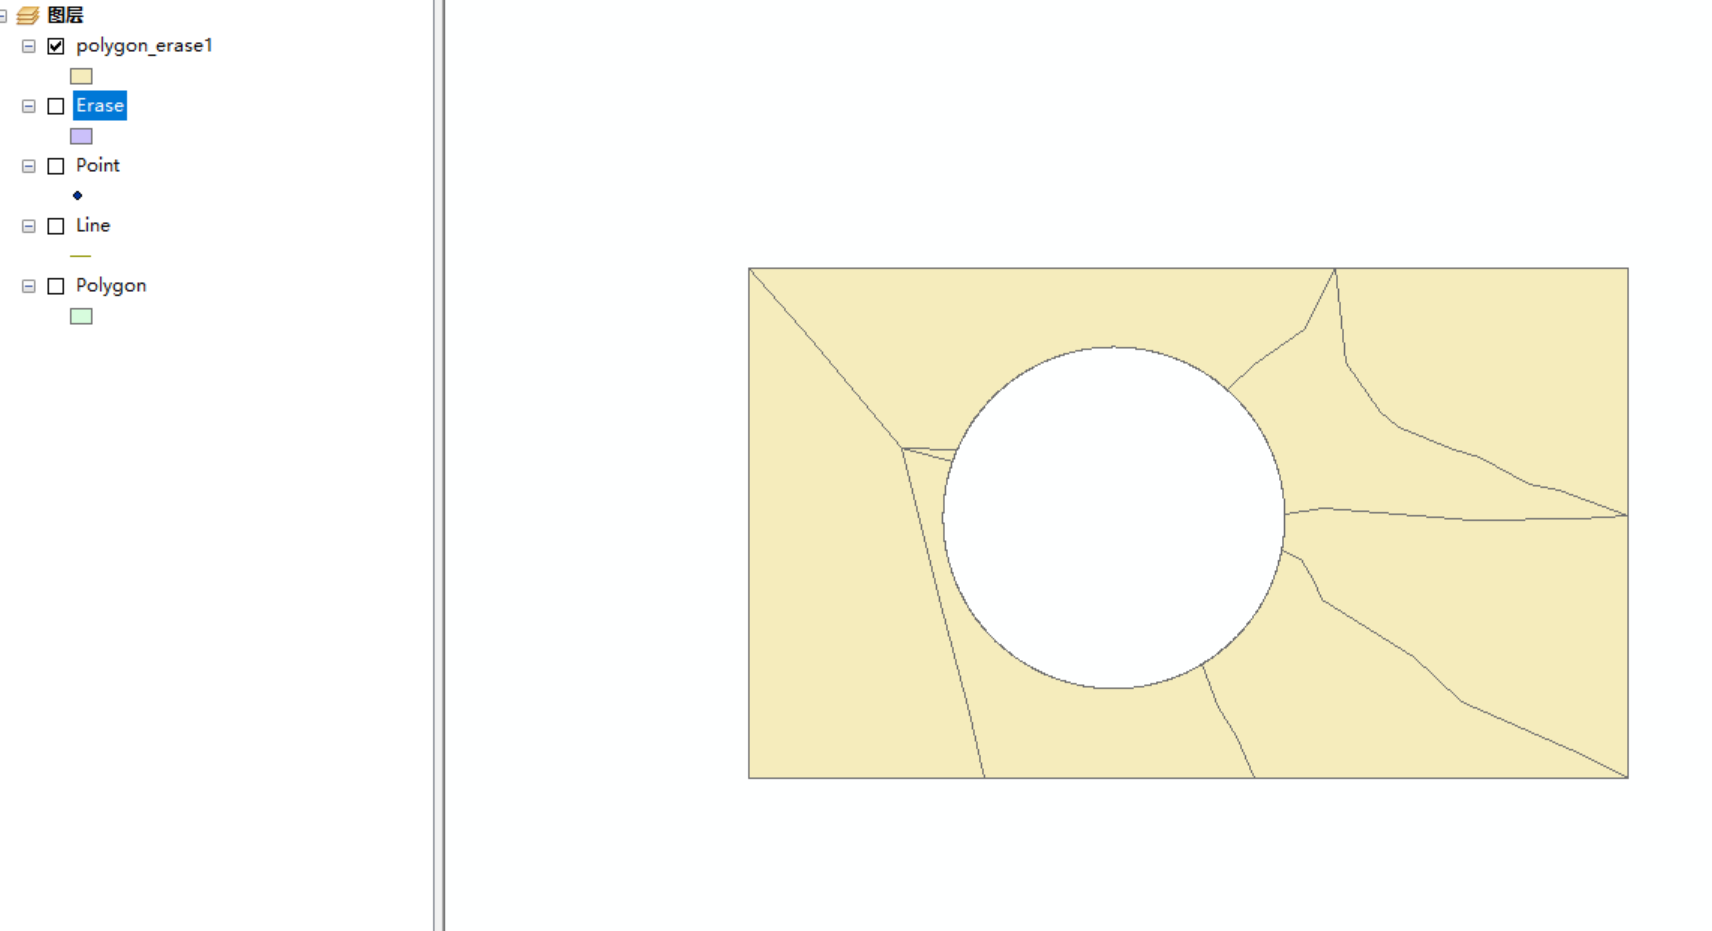 图层
polygon_erase1
Erase
Point
Line
Polygon